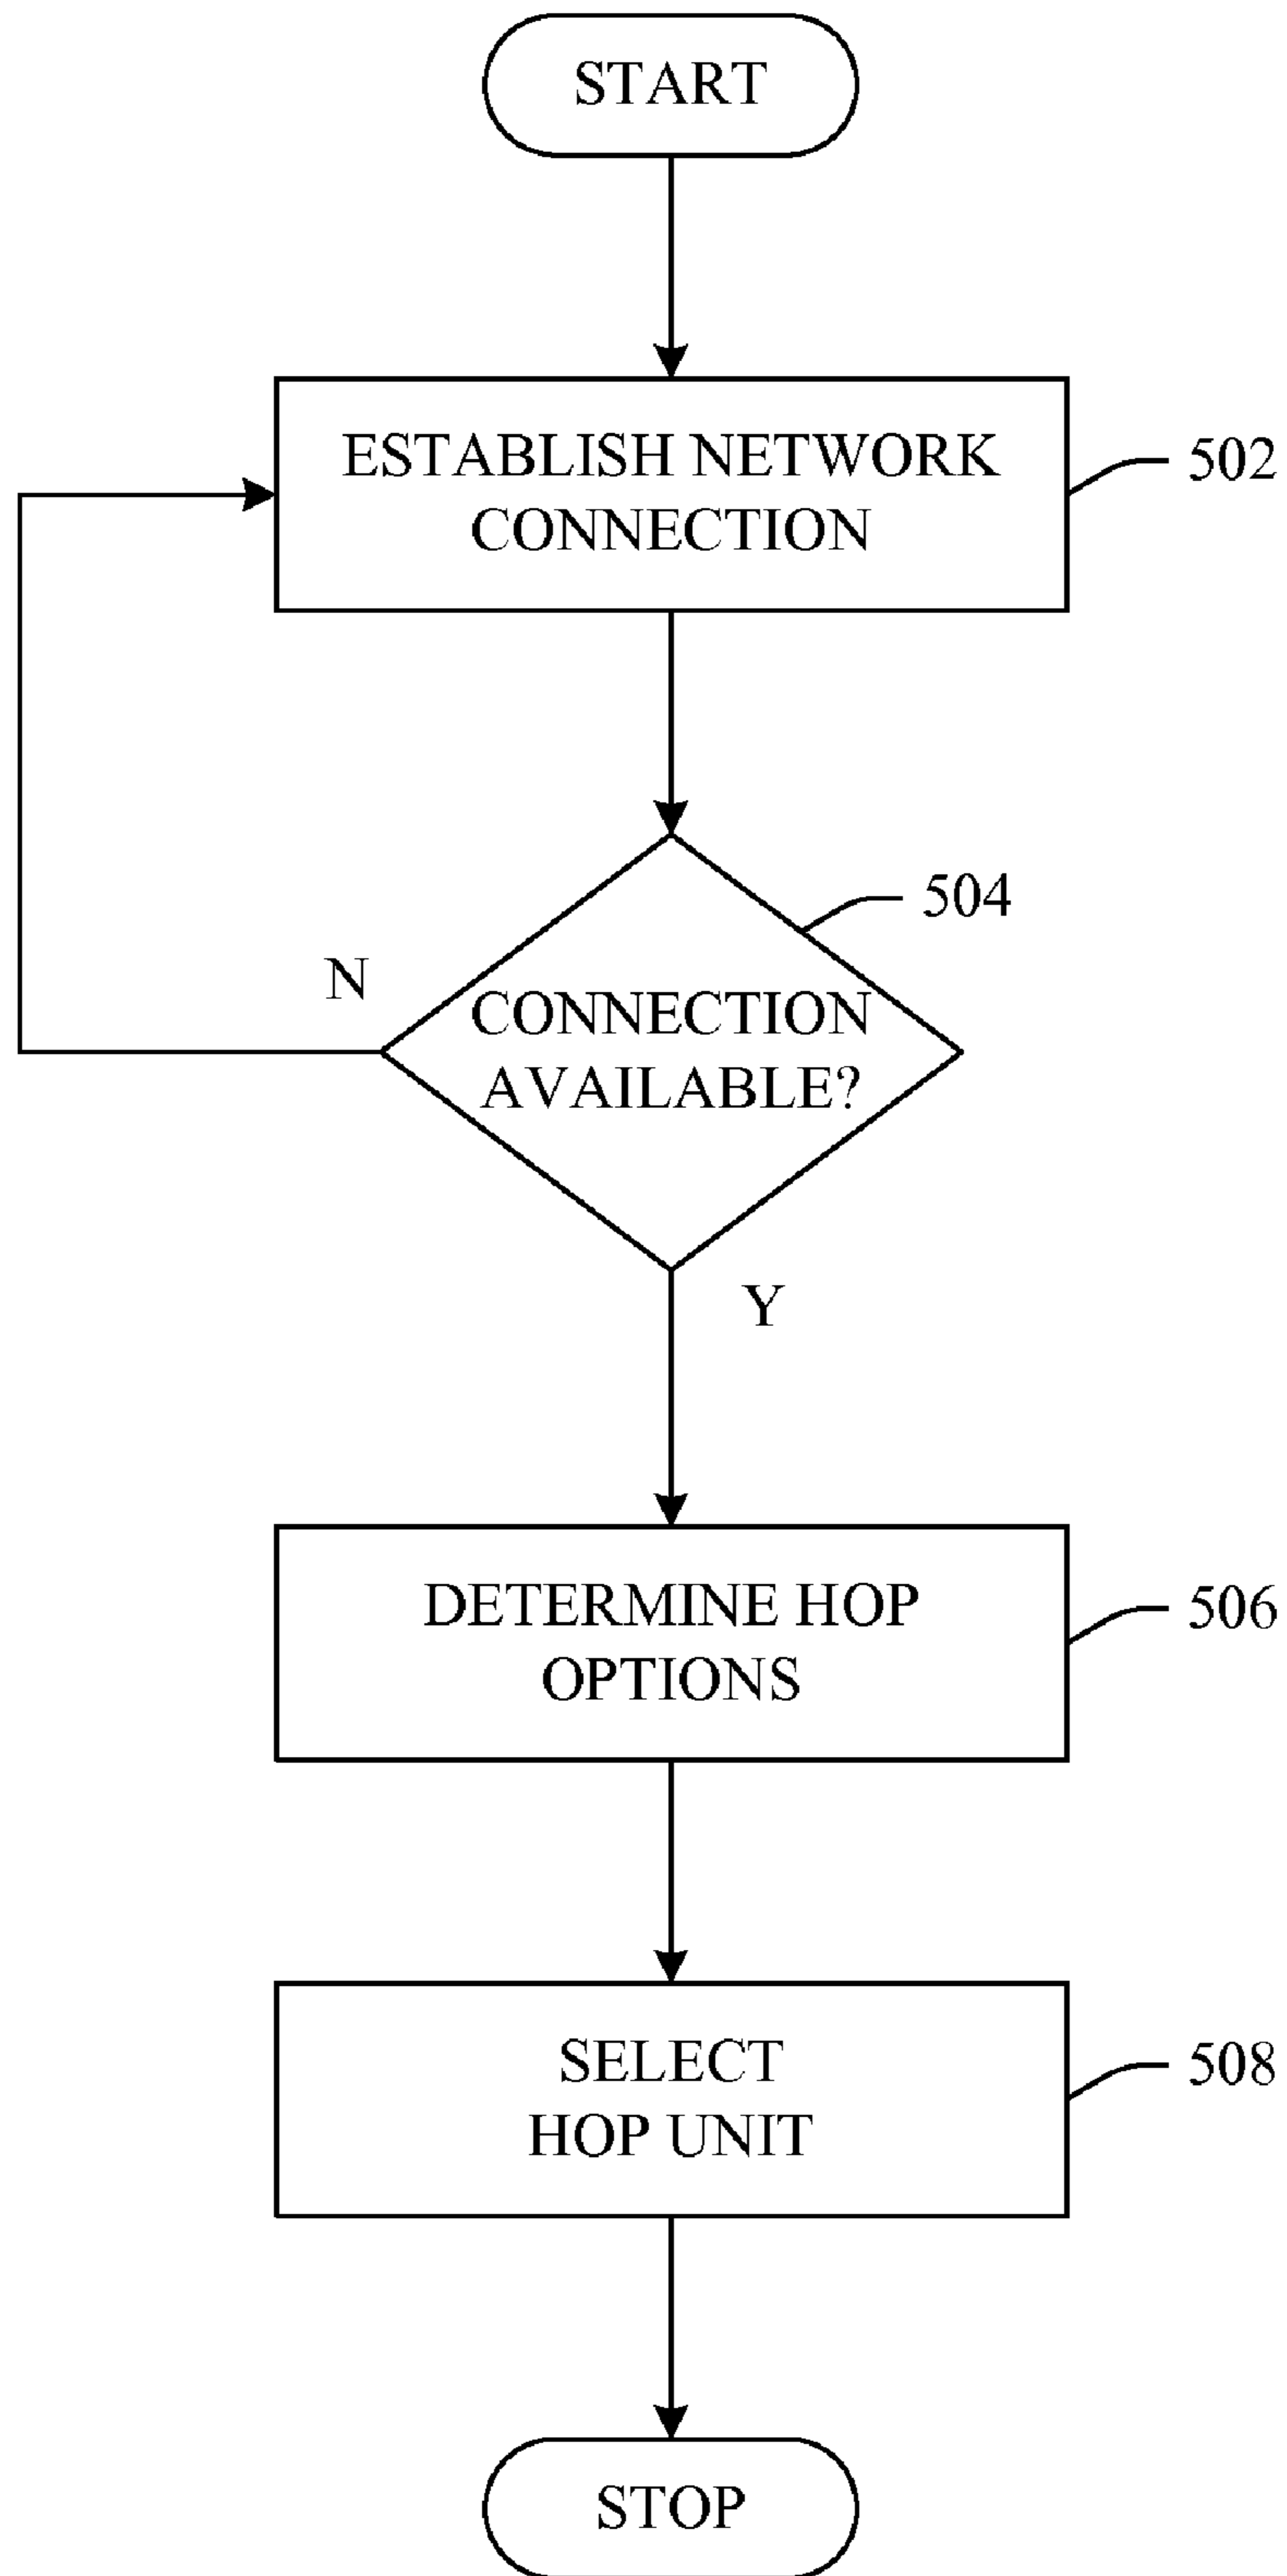 START
ESTABLISH NETWORK
CONNECTION
502
504
N
CONNECTION
AVAILABLE?
Y
DETERMINE HOP
OPTIONS
506
SELECT
HOP UNIT
508
STOP